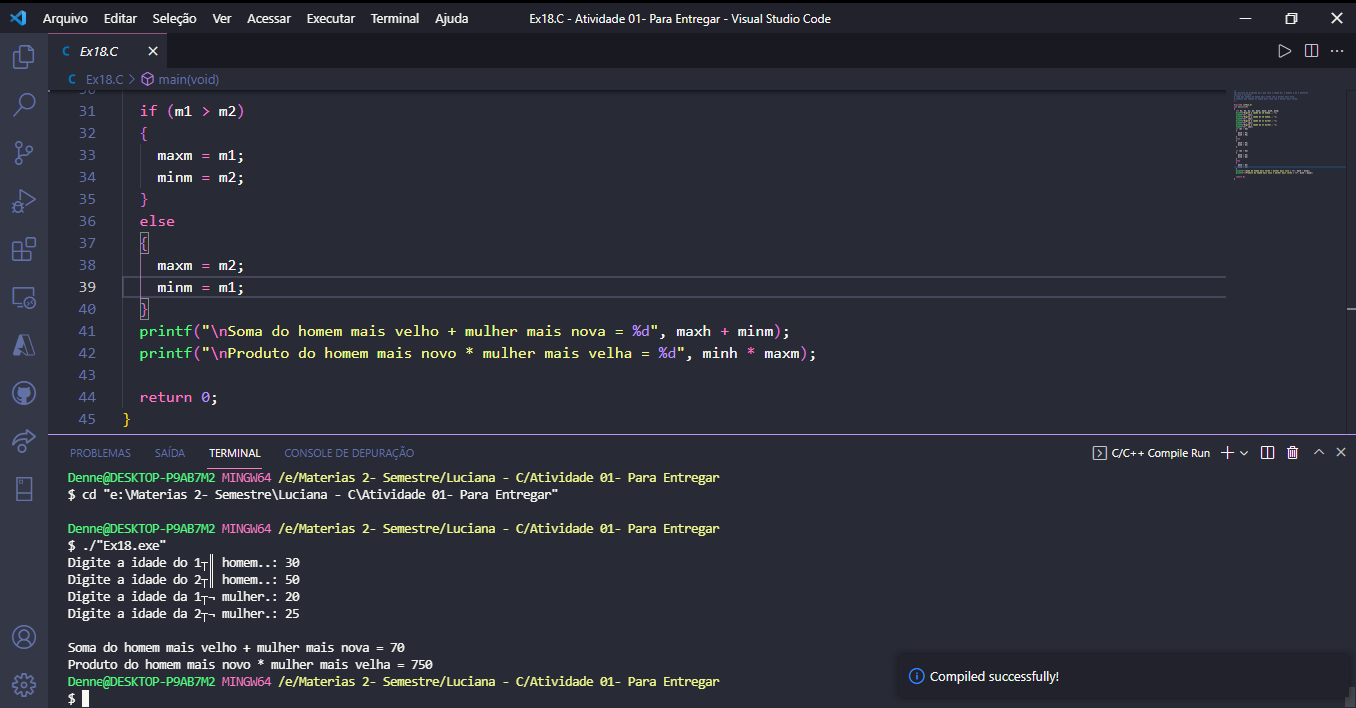 Arquivo Editar Seleção Ver Acessar Executar Terminal Ajuda Ex18.C - Atividade 01- Para Entregar - Visual Studio Code
C Ex18.C
C Ex18.C > main(void)
31 if (m1 > m2)
32 {
33 maxm = m1;
34 minm = m2;
35 }
36 else
37 {
38 maxm = m2;
39 minm = m1;
40 }
41 printf("\nSoma do homem mais velho + mulher mais nova = %d", maxh + minm);
42 printf("\nProduto do homem mais novo * mulher mais velha = %d", minh * maxm);
43
44 return 0;
45 }
PROBLEMAS SAÍDA TERMINAL CONSOLE DE DEPURAÇÃO C/C++ Compile Run
Denne@DESKTOP-P9AB7M2 MINGW64 /e/Materias 2- Semestre/Luciana - C/Atividade 01- Para Entregar
$ cd "e:\Materias 2- Semestre\Luciana - C\Atividade 01- Para Entregar"
Denne@DESKTOP-P9AB7M2 MINGW64 /e/Materias 2- Semestre/Luciana - C/Atividade 01- Para Entregar
$ ./"Ex18.exe"
Digite a idade do 1┬║ homem..: 30
Digite a idade do 2┬║ homem..: 50
Digite a idade da 1┬¬ mulher.: 20
Digite a idade da 2┬¬ mulher.: 25
Soma do homem mais velho + mulher mais nova = 70
Produto do homem mais novo * mulher mais velha = 750
Denne@DESKTOP-P9AB7M2 MINGW64 /e/Materias 2- Semestre/Luciana - C/Atividade 01- Para Entregar
$
Compiled successfully!